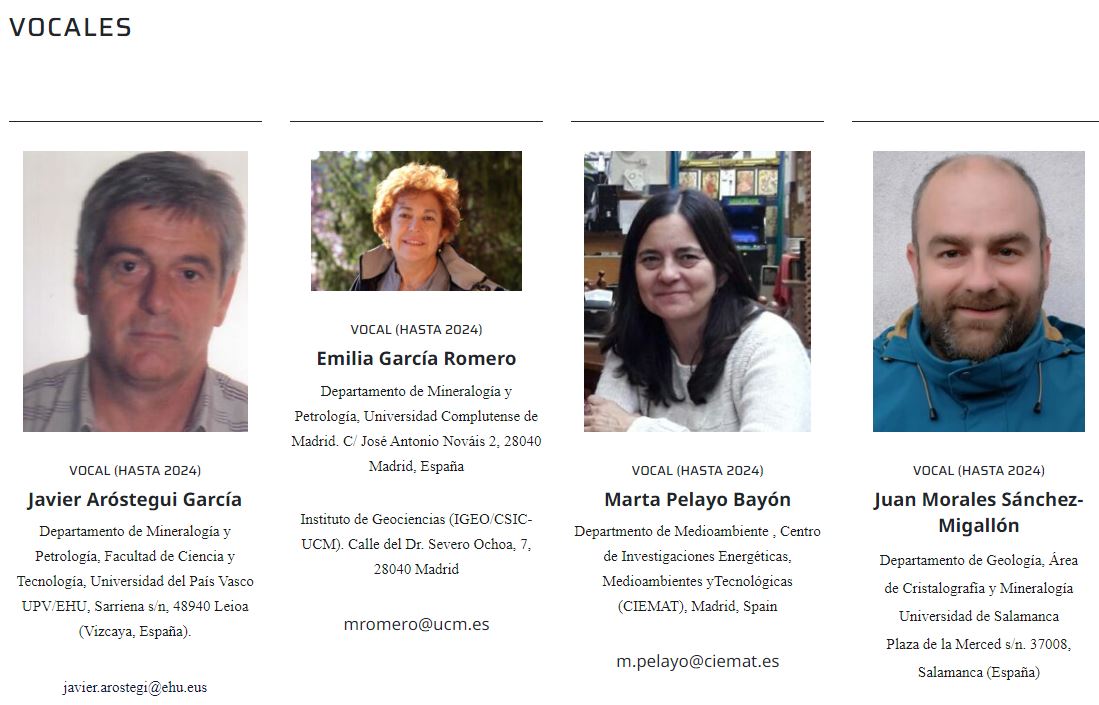 VOCALES
VOCAL (HASTA 2024)
Javier Aróstegui García
Departamento de Mineralogía y
Petrología, Facultad de Ciencia y
Tecnología, Universidad del País Vasco
UPV/EHU, Sarriena s/n, 48940 Leioa
(Vizcaya, España).
javier.arostegi@ehu.eus
VOCAL (HASTA 2024)
Emilia García Romero
Departamento de Mineralogía y
Petrología, Universidad Complutense de
Madrid. C/ José Antonio Nováis 2, 28040
Madrid, España
Instituto de Geociencias (IGEO/CSIC-
UCM). Calle del Dr. Severo Ochoa, 7,
28040 Madrid
mromero@ucm.es
VOCAL (HASTA 2024)
Marta Pelayo Bayón
Departmento de Medioambiente , Centro
de Investigaciones Energéticas,
Medioambientes yTecnológicas
(CIEMAT), Madrid, Spain
m.pelayo@ciemat.es
VOCAL (HASTA 2024)
Juan Morales Sánchez-
Migallón
Departamento de Geología, Área
de Cristalografía y Mineralogía
Universidad de Salamanca
Plaza de la Merced s/n. 37008,
Salamanca (España)